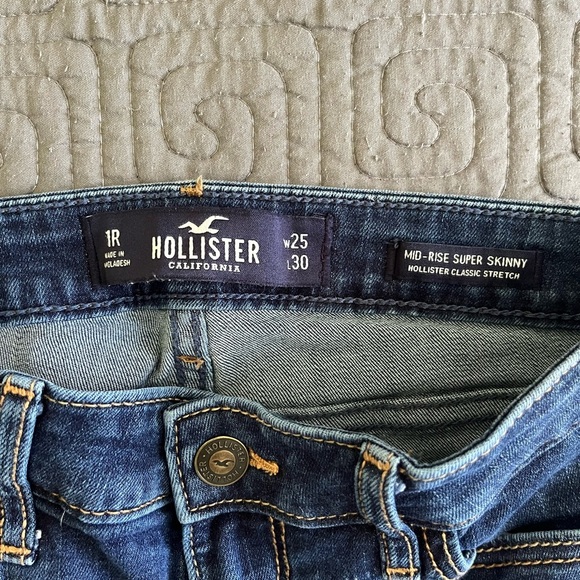 1R
MADE IN
HOLLISTER
CALIFORNIA
W25
L30
MID-RISE SUPER SKINNY
HOLLISTER CLASSIC STRETCH
HOLLISTER